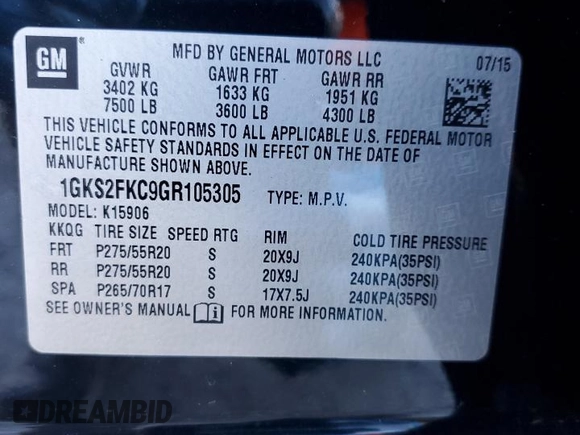 GM
MFD BY GENERAL MOTORS LLC 07/15
GVWR GAWR FRT GAWR RR
3402 KG 1633 KG 1951 KG
7500 LB 3600 LB 4300 LB
THIS VEHICLE CONFORMS TO ALL APPLICABLE U.S. FEDERAL MOTOR
VEHICLE SAFETY STANDARDS IN EFFECT ON THE DATE OF
MANUFACTURE SHOWN ABOVE.
1GKS2FKC9GR105305 TYPE: M.P.V.
MODEL: K15906
KKQG TIRE SIZE SPEED RTG RIM COLD TIRE PRESSURE
FRT P275/55R20 S 20X9J 240KPA(35PSI)
RR P275/55R20 S 20X9J 240KPA(35PSI)
SPA P265/70R17 S 17X7.5J 240KPA(35PSI)
SEE OWNER'S MANUAL FOR MORE INFORMATION.
DREAMBID